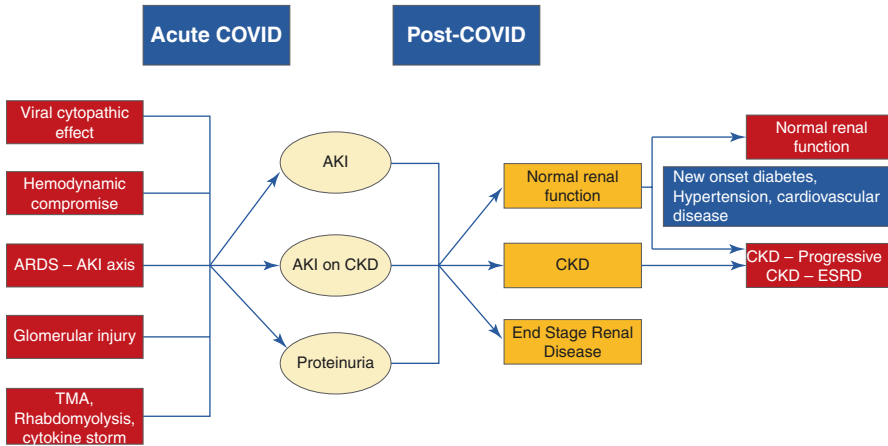 Acute COVID
Post-COVID
Viral cytopathic
effect
Hemodynamic
compromise
ARDS – AKI axis
Glomerular injury
TMA,
Rhabdomyolysis,
cytokine storm
AKI
AKI on CKD
Proteinuria
Normal renal
function
CKD
End Stage Renal
Disease
Normal renal
function
New onset diabetes,
Hypertension, cardiovascular
disease
CKD – Progressive
CKD – ESRD